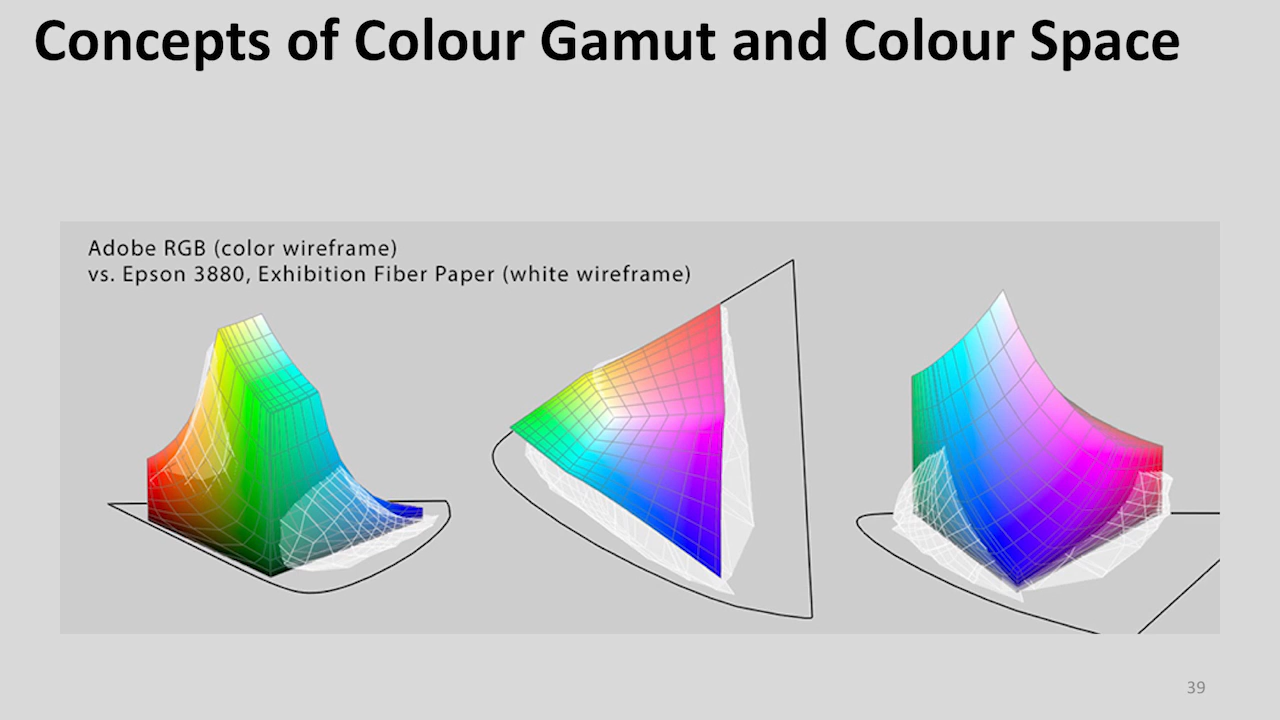 Concepts of Colour Gamut and Colour Space
Adobe RGB (color wireframe)
vs. Epson 3880, Exhibition Fiber Paper (white wireframe)
39